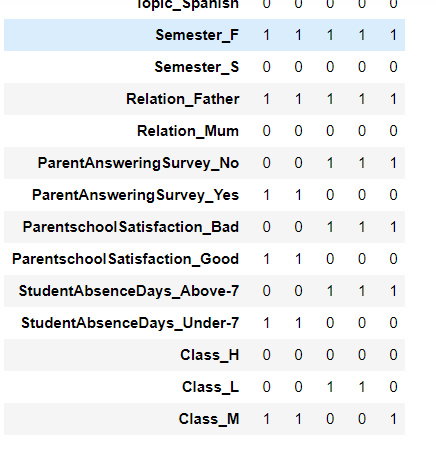 Topic_Spanish 0 0 0 0 0
Semester_F 1 1 1 1 1
Semester_S 0 0 0 0 0
Relation_Father 1 1 1 1 1
Relation_Mum 0 0 0 0 0
ParentAnsweringSurvey_No 0 0 1 1 1
ParentAnsweringSurvey_Yes 1 1 0 0 0
ParentschoolSatisfaction_Bad 0 0 1 1 1
ParentschoolSatisfaction_Good 1 1 0 0 0
StudentAbsenceDays_Above-7 0 0 1 1 1
StudentAbsenceDays_Under-7 1 1 0 0 0
Class_H 0 0 0 0 0
Class_L 0 0 1 1 0
Class_M 1 1 0 0 1